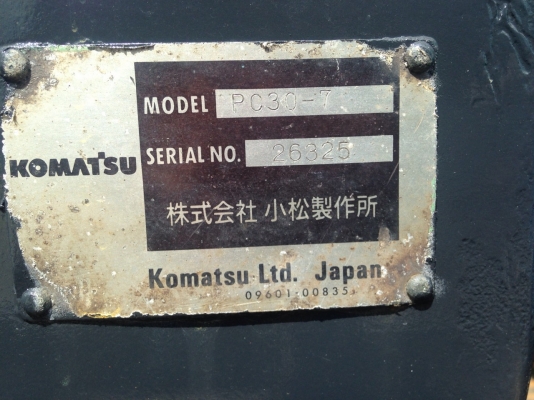 MODEL PC30-7
SERIAL NO. 26325
KOMATSU
株式会社 小松製作所
Komatsu Ltd. Japan
09601-00835